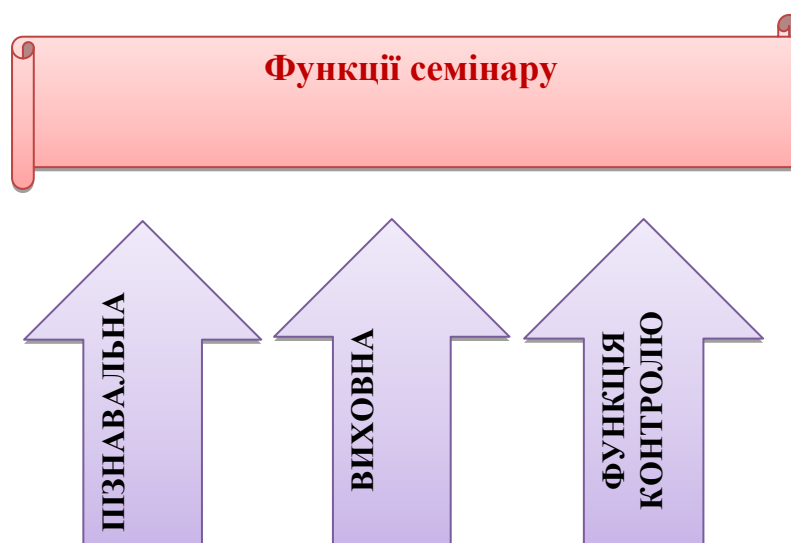 Функції семінару
ПІЗНАВАЛЬНА
ВИХОВНА
ФУНКЦІЯ
КОНТРОЛЮ